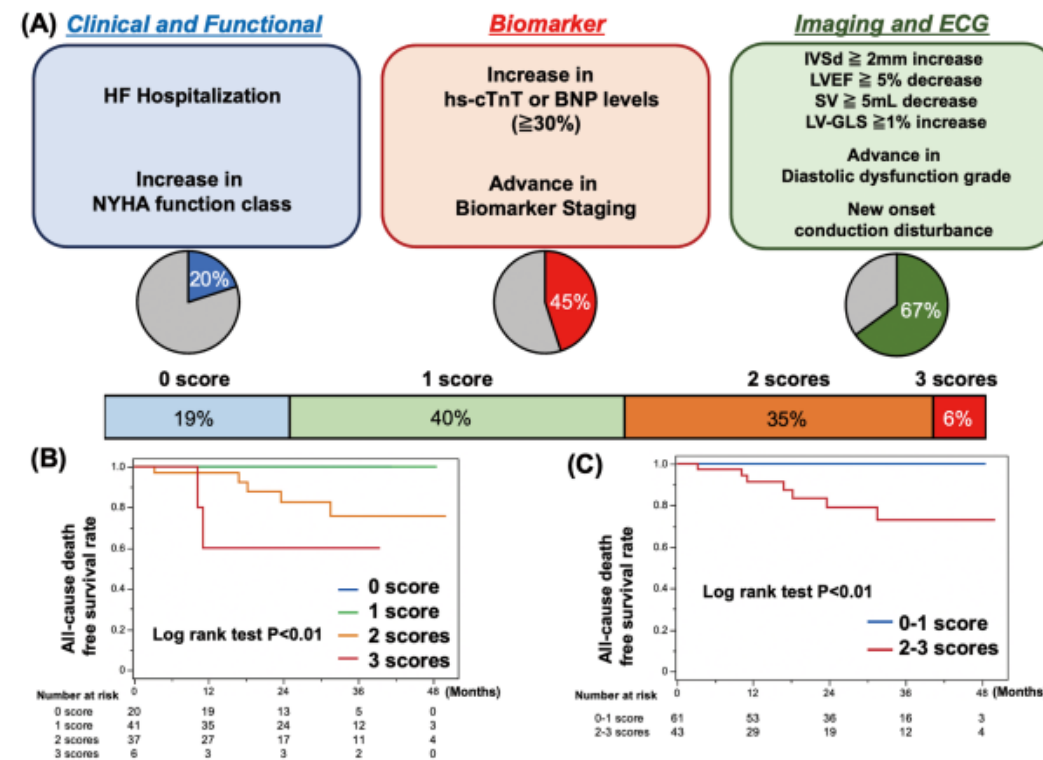 (A)
Clinical and Functional
HF Hospitalization
Increase in
NYHA function class
20%
Biomarker
Increase in
hs-cTnT or BNP levels
(≧30%)
Advance in
Biomarker Staging
45%
Imaging and ECG
IVSd ≧ 2mm increase
LVEF ≧ 5% decrease
SV ≧ 5mL decrease
LV-GLS ≧1% increase
Advance in
Diastolic dysfunction grade
New onset
conduction disturbance
67%
0 score 1 score 2 scores 3 scores
19% 40% 35% 6%
(B)
All-cause death
free survival rate
1.0
0.8
0.6
0.4
0.2
0
Log rank test P<0.01
0 score
1 score
2 scores
3 scores
0 12 24 36 48 (Months)
Number at risk
0 score 20 19 13 5 0
1 score 41 35 24 12 3
2 scores 37 27 17 11 4
3 scores 6 3 3 2 0
(C)
All-cause death
free survival rate
1.0
0.8
0.6
0.4
0.2
0
Log rank test P<0.01
0-1 score
2-3 scores
0 12 24 36 48 (Months)
Number at risk
0-1 score 61 53 36 16 3
2-3 scores 43 29 19 12 4